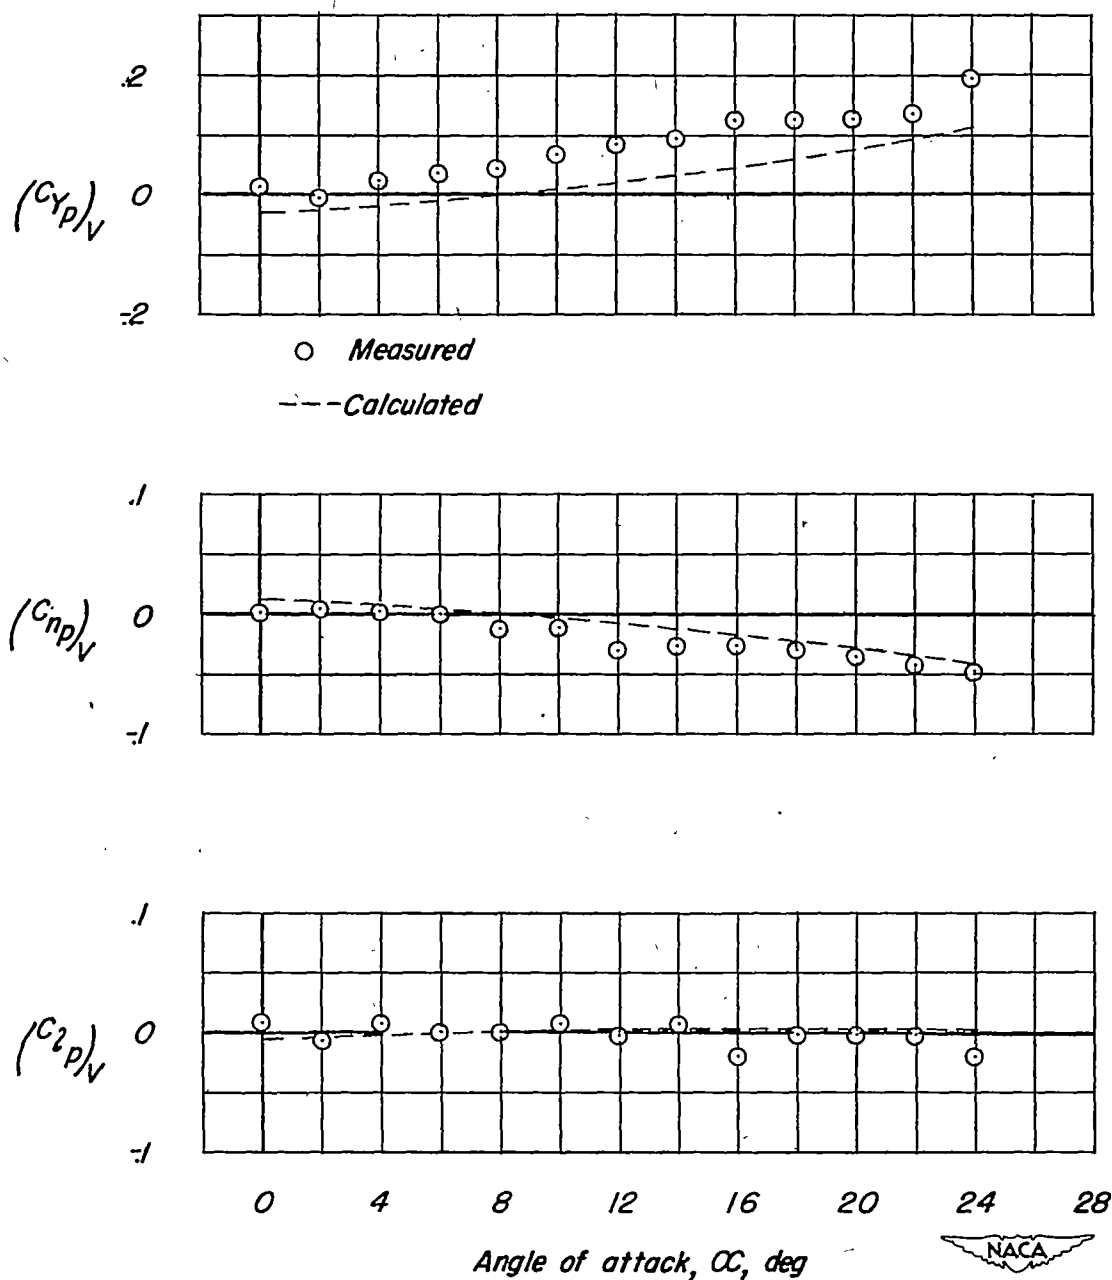 .2
(CYp)V 0
-.2
Measured
Calculated
.1
(Cnp)V 0
-.1
.1
(Clp)V 0
-.1
0 4 8 12 16 20 24 28
Angle of attack, α, deg
NACA